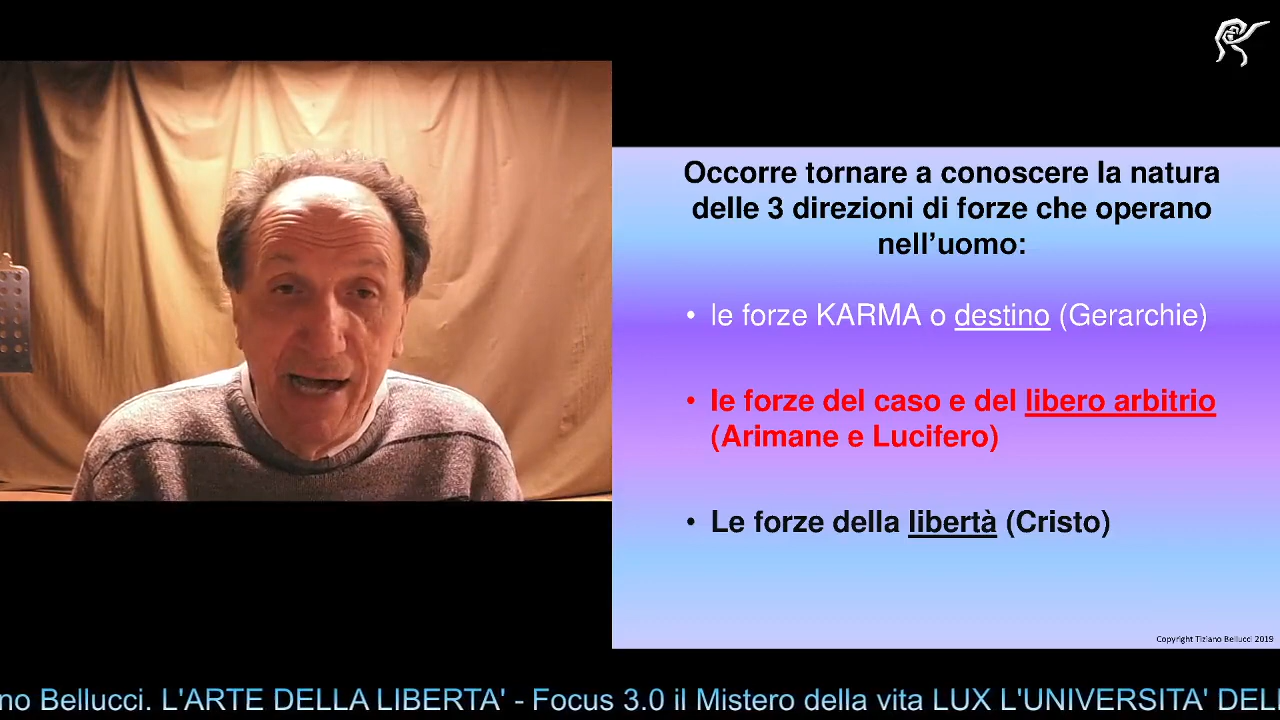 Occorre tornare a conoscere la natura
delle 3 direzioni di forze che operano
nell’uomo:
• le forze KARMA o destino (Gerarchie)
• le forze del caso e del libero arbitrio
(Arimane e Lucifero)
• Le forze della libertà (Cristo)
Copyright Tiziano Bellucci 2019
no Bellucci. L'ARTE DELLA LIBERTA' - Focus 3.0 il Mistero della vita LUX L'UNIVERSITA' DEL